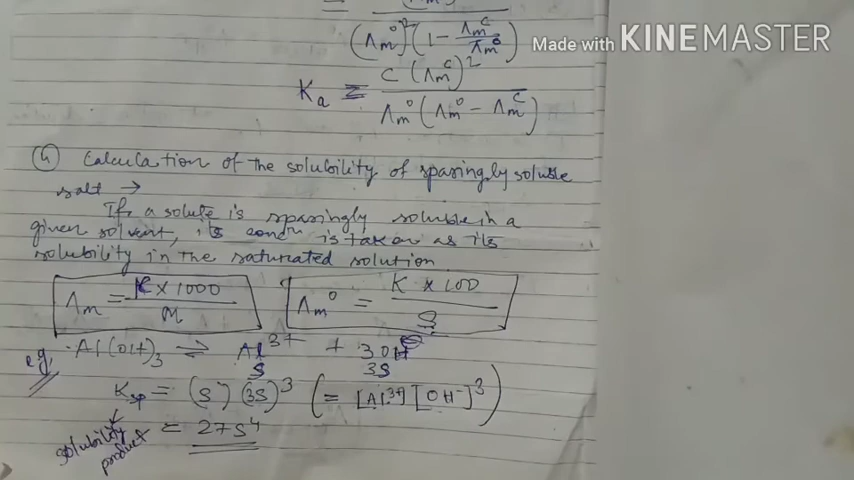 (Λm°)² (1 - Λm^c / Λm°)
Made with KINEMASTER
Ka = C (Λm^c)² / Λm° (Λm° - Λm^c)
(4) Calculation of the solubility of sparingly soluble
salt →
If a solute is sparingly soluble in a
given solvent, its concⁿ is taken as its
solubility in the saturated solution
Λm = K × 1000 / M Λm° = K × 100 / S
eg. Al(OH)3 ⇌ Al³⁺ + 3OH⊖
S 3S
Ksp = (S) (3S)³ (= [Al³⁺] [OH⁻]³)
= 27S⁴
solubility
product